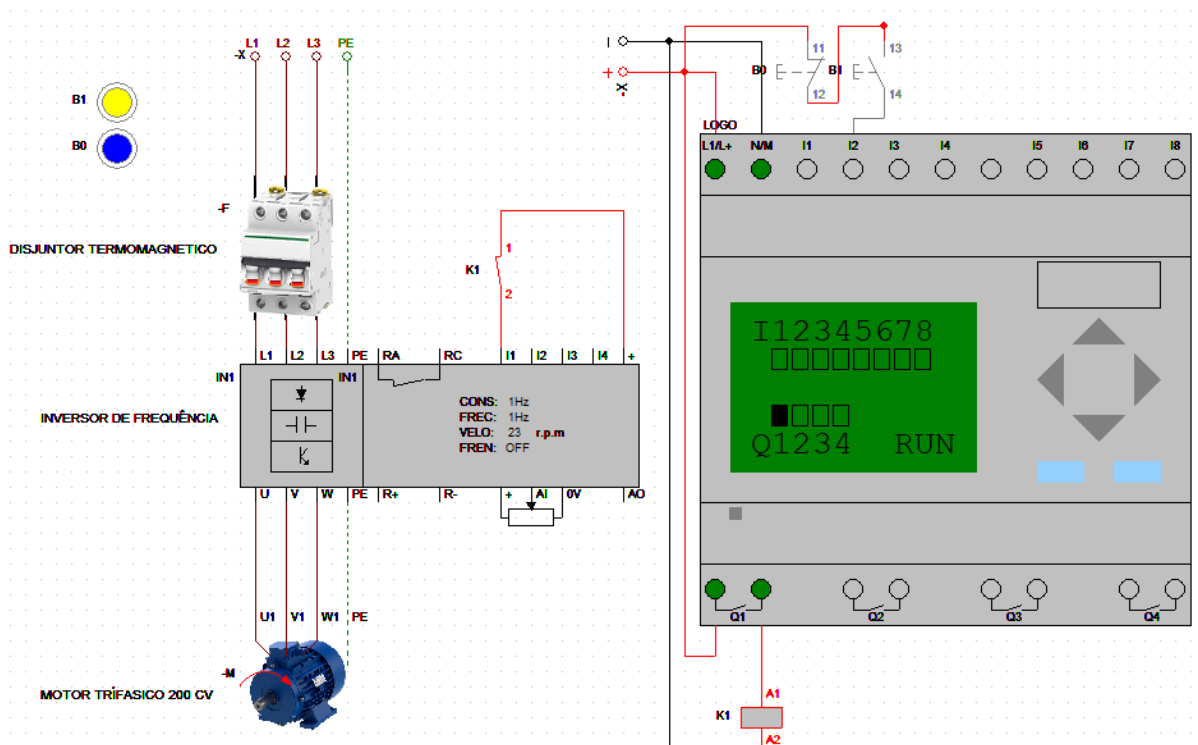 L1 L2 L3 PE
-X
B1
B0
-F
DISJUNTOR TERMOMAGNETICO
K1
1
2
L1 L2 L3 PE RA RC I1 I2 I3 I4 +
IN1 IN1
INVERSOR DE FREQUÊNCIA
CONS: 1Hz
FREC: 1Hz
VELO: 23 r.p.m
FREN: OFF
U V W PE R+ R- + AI 0V AO
U1 V1 W1 PE
-M
MOTOR TRÍFASICO 200 CV
+
11
B0
12
13
B1
14
LOGO
L1/L+ N/M I1 I2 I3 I4 I5 I6 I7 I8
I12345678
Q1234 RUN
Q1 Q2 Q3 Q4
A1
K1
A2